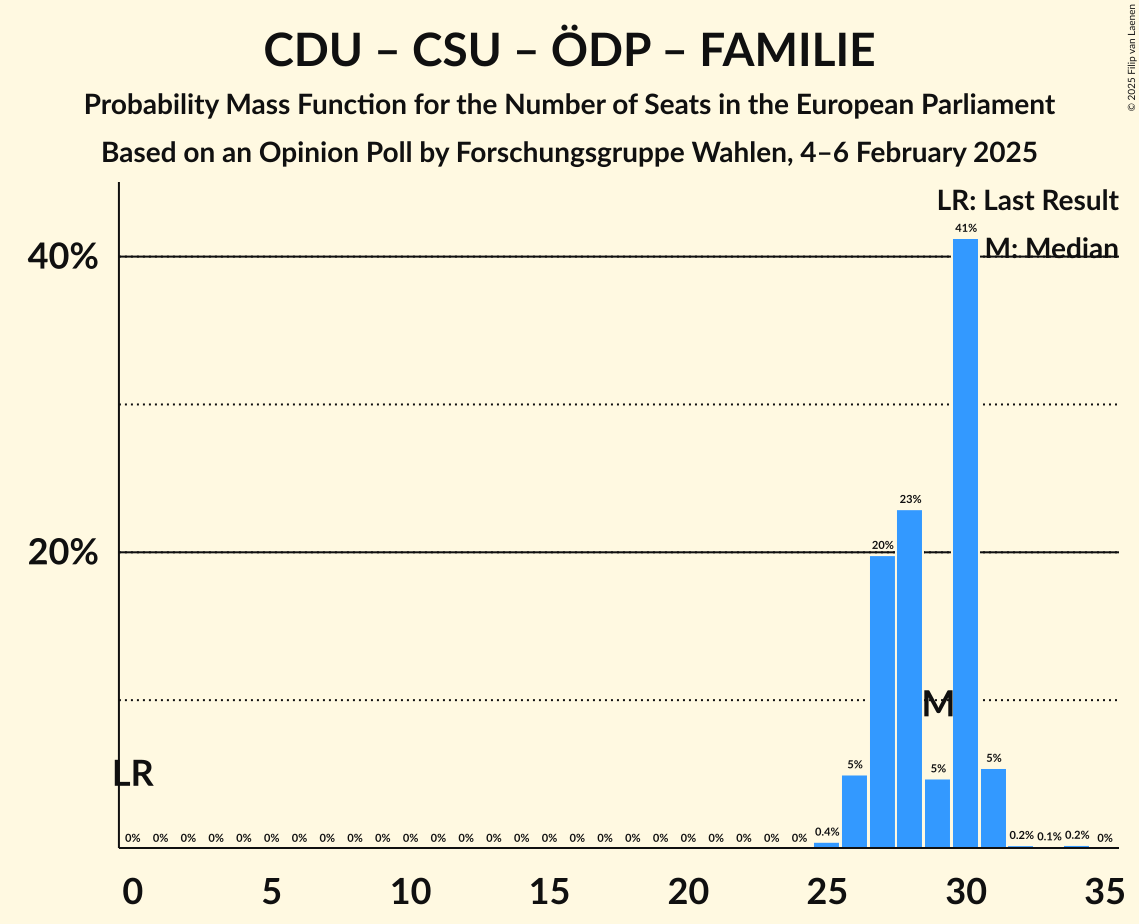 CDU – CSU – ÖDP – FAMILIE
Probability Mass Function for the Number of Seats in the European Parliament
Based on an Opinion Poll by Forschungsgruppe Wahlen, 4–6 February 2025
© 2025 Filip van Laenen
LR: Last Result
M: Median
40%
20%
41%
23%
20%
M
5%
5%
5%
LR
0% 0% 0% 0% 0% 0% 0% 0% 0% 0% 0% 0% 0% 0% 0% 0% 0% 0% 0% 0% 0% 0% 0% 0% 0% 0.4% 0.2% 0.1% 0.2% 0%
0 5 10 15 20 25 30 35